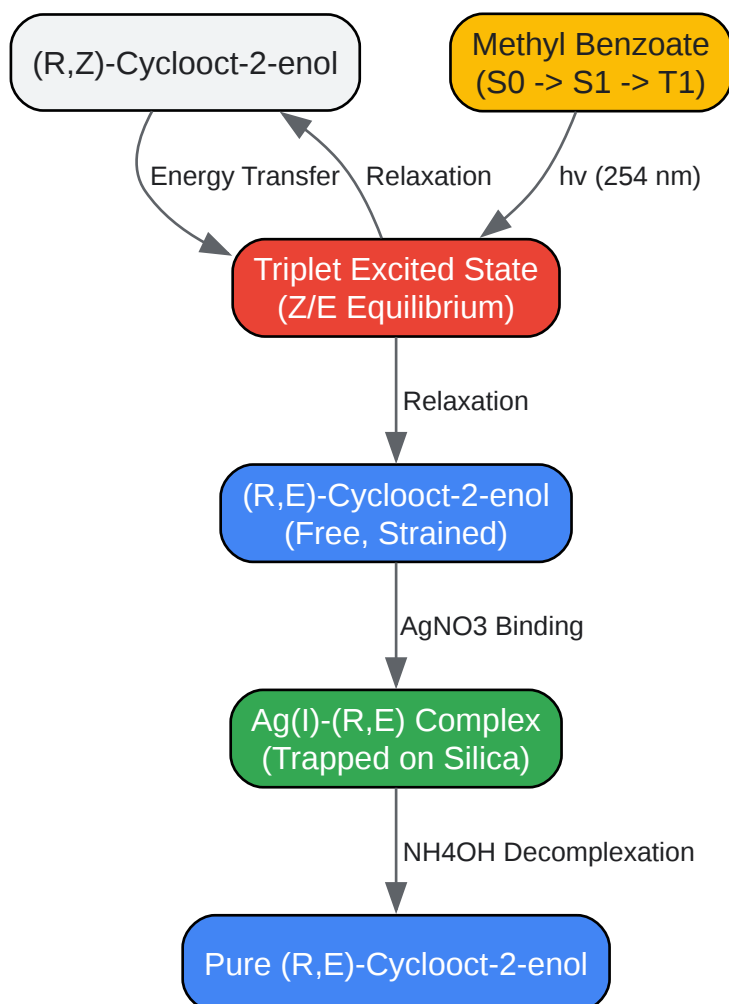 (R,Z)-Cyclooct-2-enol
Methyl Benzoate
(S0 -> S1 -> T1)
Energy Transfer
Relaxation
hv (254 nm)
Triplet Excited State
(Z/E Equilibrium)
Relaxation
(R,E)-Cyclooct-2-enol
(Free, Strained)
AgNO3 Binding
Ag(I)-(R,E) Complex
(Trapped on Silica)
NH4OH Decomplexation
Pure (R,E)-Cyclooct-2-enol